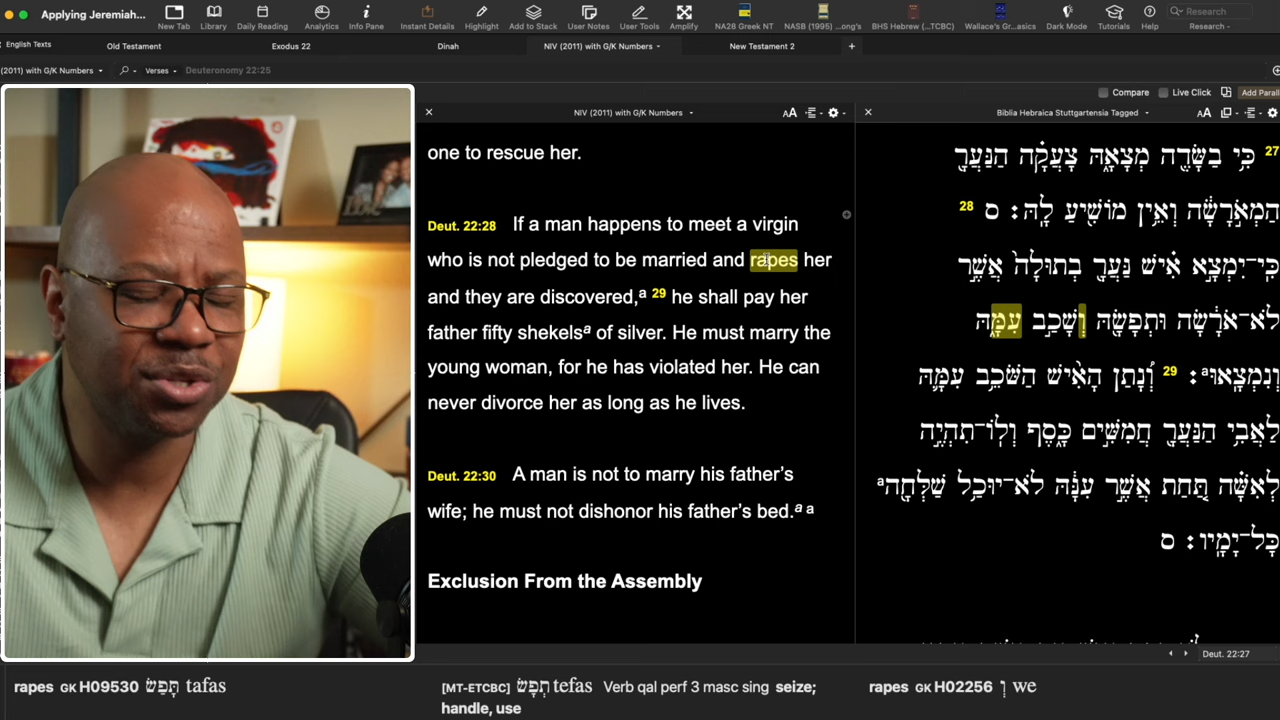 Applying Jeremiah...
New Tab
Library
Daily Reading
Analytics
Info Pane
Instant Details
Highlight
Add to Stack
User Notes
User Tools
Amplify
NA28 Greek NT
NASB (1995) ...ong's
BHS Hebrew (...TCBC)
Wallace's Gr...asics
Dark Mode
Tutorials
Help
Research
Research
English Texts
Old Testament
Exodus 22
Dinah
NIV (2011) with G/K Numbers
New Testament 2
+
(2011) with G/K Numbers
Verses
Deuteronomy 22:25
Compare
Live Click
Add Parall
NIV (2011) with G/K Numbers
AA
one to rescue her.
Deut. 22:28 If a man happens to meet a virgin
who is not pledged to be married and rapes her
and they are discovered,a 29 he shall pay her
father fifty shekelsa of silver. He must marry the
young woman, for he has violated her. He can
never divorce her as long as he lives.
Deut. 22:30 A man is not to marry his father’s
wife; he must not dishonor his father’s bed.a a
Exclusion From the Assembly
Biblia Hebraica Stuttgartensia Tagged
AA
27 כִּ֥י בַשָּׂדֶ֖ה מְצָאָ֑הּ צָעֲקָ֗ה הַֽנַּעֲרָ֙
הַמְאֹ֣רָשָׂ֔ה וְאֵ֥ין מוֹשִׁ֖יעַ לָֽהּ׃ ס 28
כִּֽי־יִמְצָ֣א אִ֗ישׁ נַעֲרָ֤ בְתוּלָה֙ אֲשֶׁ֣ר
לֹא־אֹרָ֔שָׂה וּתְפָשָׂ֖הּ וְשָׁכַ֣ב עִמָּ֑הּ
וְנִמְצָֽאוּa׃ 29 וְ֠נָתַן הָאִ֨ישׁ הַשֹּׁכֵ֥ב עִמָּ֛הּ
לַאֲבִ֥י הַֽנַּעֲרָ֖ חֲמִשִּׁ֣ים כָּ֑סֶף וְלֽוֹ־תִהְיֶ֣ה
לְאִשָּׁ֗ה תַּ֚חַת אֲשֶׁ֣ר עִנָּ֔הּ לֹא־יוּכַ֥ל שַׁלְּחָ֖הa
כָּל־יָמָֽיו׃ ס
Deut. 22:27
rapes GK H09530 תָּפַשׂ tafas
[MT-ETCBC] תְפָשׂ tefas Verb qal perf 3 masc sing seize;
handle, use
rapes GK H02256 וְ we